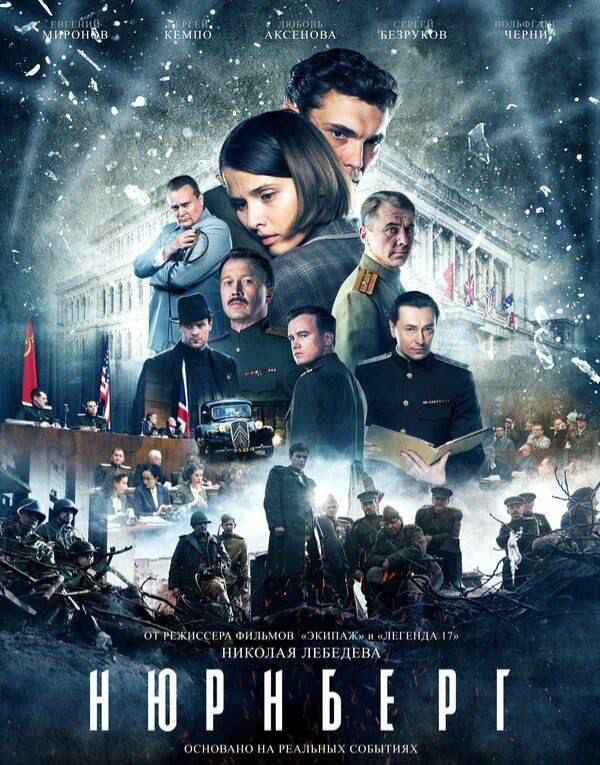 ЕВГЕНИЙ
МИРОНОВ
СЕРГЕЙ
КЕМПО
ЛЮБОВЬ
АКСЕНОВА
СЕРГЕЙ
БЕЗРУКОВ
ВОЛЬФГАНГ
ЧЕРНИ
ОТ РЕЖИССЕРА ФИЛЬМОВ «ЭКИПАЖ» и «ЛЕГЕНДА 17»
НИКОЛАЯ ЛЕБЕДЕВА
НЮРНБЕРГ
ОСНОВАНО НА РЕАЛЬНЫХ СОБЫТИЯХ